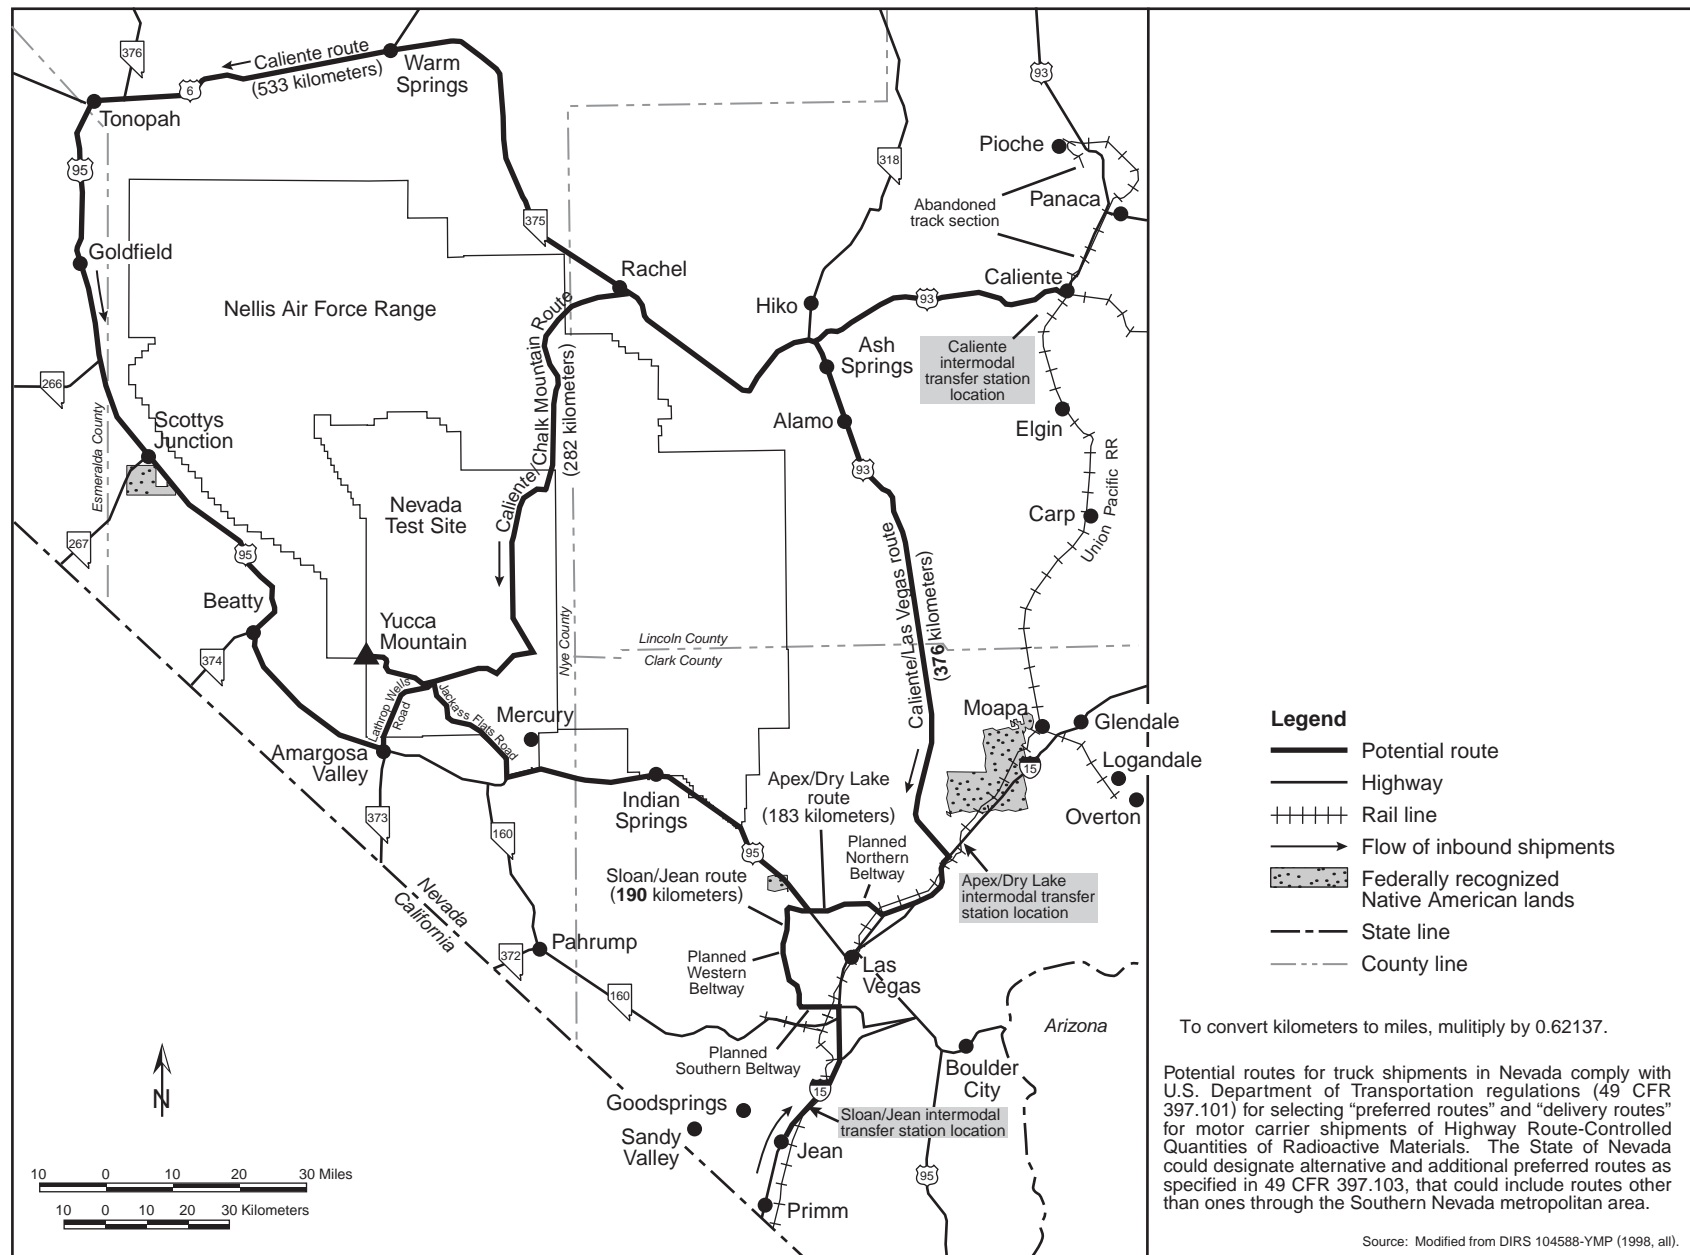 376
Caliente route
(533 kilometers)
Warm
Springs
6
Tonopah
95
93
Pioche
318
Abandoned
track section
Panaca
375
Goldfield
Rachel
Caliente
Nellis Air Force Range
Hiko
93
Caliente/Chalk Mountain Route
(282 kilometers)
Ash
Springs
Caliente
intermodal
transfer station
location
266
Esmeralda County
Scottys
Junction
Alamo
Elgin
93
Union Pacific RR
Nevada
Test Site
Carp
267
95
Caliente/Las Vegas route
(376 kilometers)
Beatty
Yucca
Mountain
Nye County
Lincoln County
Clark County
374
Lathrop Wells
Road
Jackass Flats Road
Mercury
Moapa
Glendale
Amargosa
Valley
15
Logandale
Apex/Dry Lake
route
(183 kilometers)
Indian
Springs
Overton
373
160
95
Planned
Northern
Beltway
Sloan/Jean route
(190 kilometers)
Apex/Dry Lake
intermodal transfer
station location
Nevada
California
Pahrump
372
Planned
Western
Beltway
Las
Vegas
160
Arizona
Planned
Southern Beltway
Boulder
City
15
Goodsprings
Sloan/Jean intermodal
transfer station location
Sandy
Valley
Jean
95
Primm
N
10 0 10 20 30 Miles
10 0 10 20 30 Kilometers
Legend
Potential route
Highway
Rail line
Flow of inbound shipments
Federally recognized
Native American lands
State line
County line
To convert kilometers to miles, mulitiply by 0.62137.
Potential routes for truck shipments in Nevada comply with
U.S. Department of Transportation regulations (49 CFR
397.101) for selecting “preferred routes” and “delivery routes”
for motor carrier shipments of Highway Route-Controlled
Quantities of Radioactive Materials. The State of Nevada
could designate alternative and additional preferred routes as
specified in 49 CFR 397.103, that could include routes other
than ones through the Southern Nevada metropolitan area.
Source: Modified from DIRS 104588-YMP (1998, all).